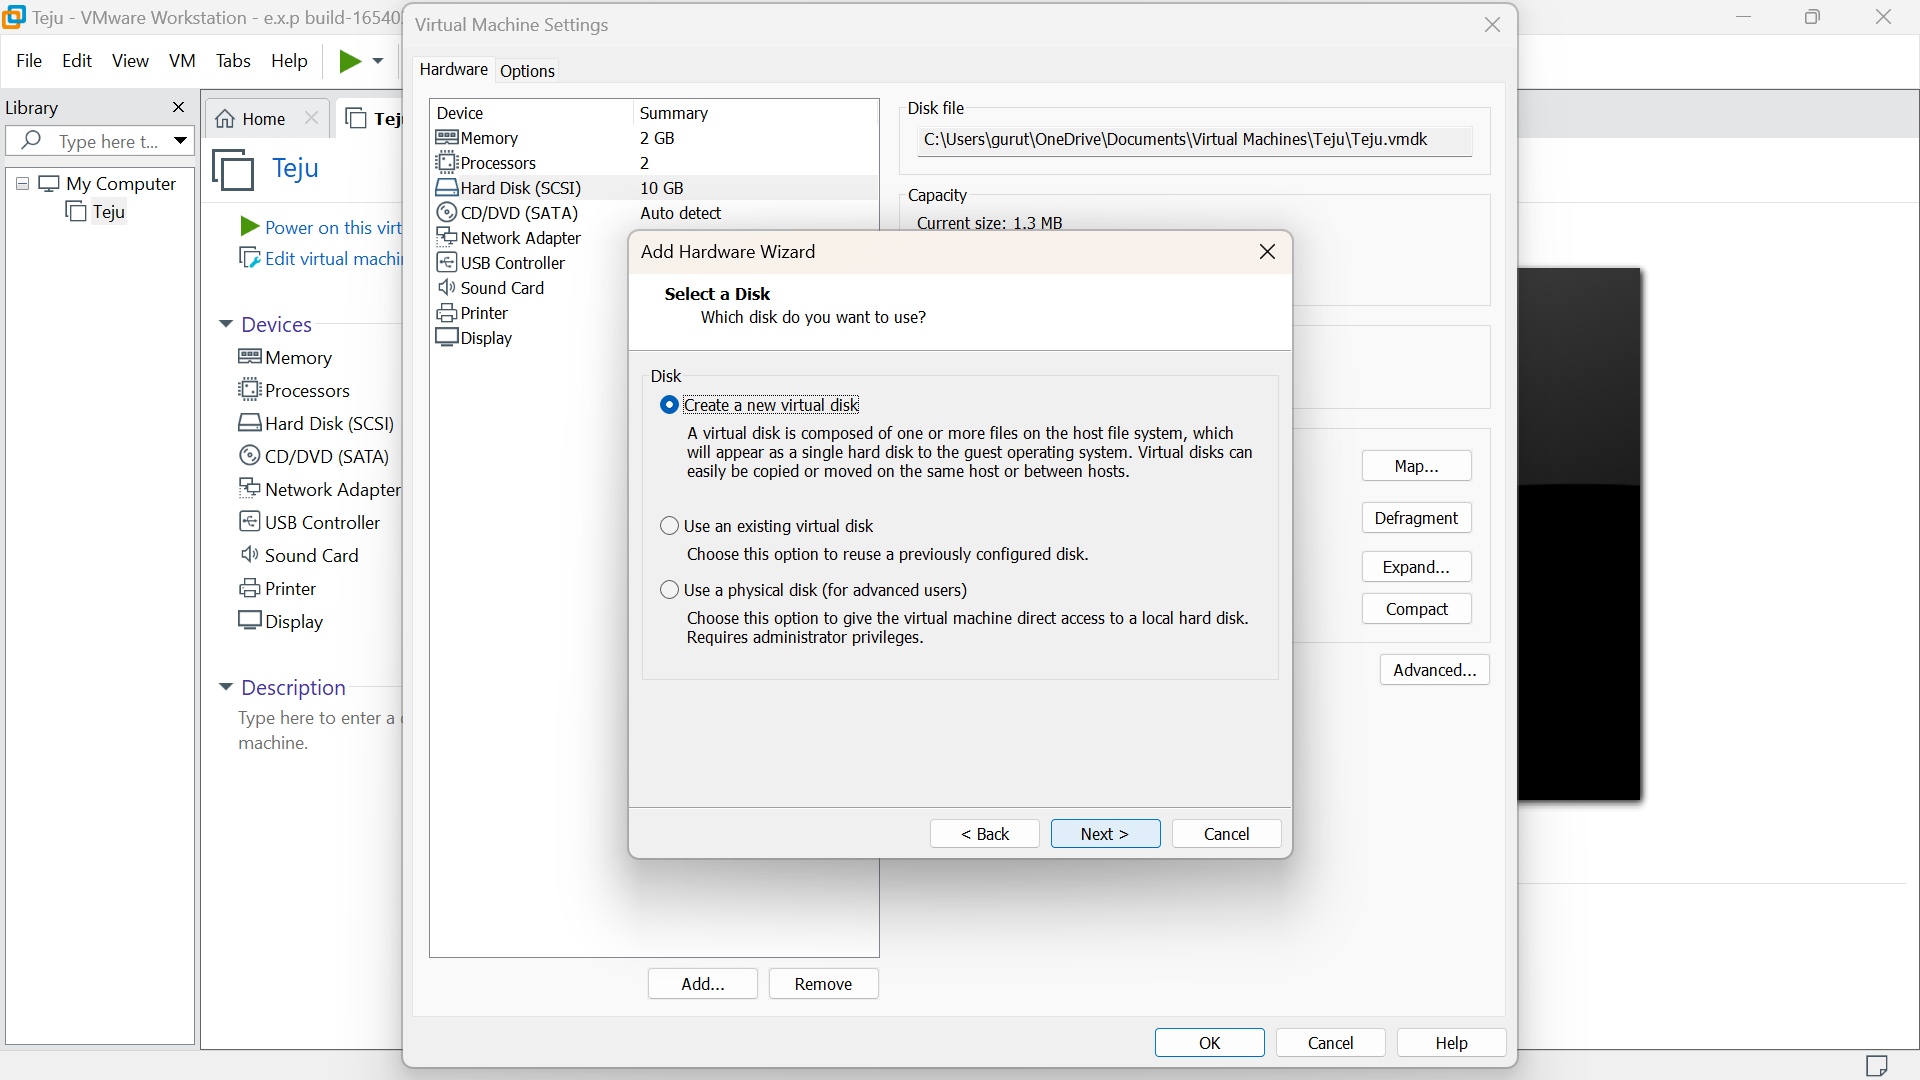 Teju - VMware Workstation - e.x.p build-16540
File Edit View VM Tabs Help
Library
Type here t...
My Computer
Teju
Home
Teju
Power on this virt
Edit virtual machi
Devices
Memory
Processors
Hard Disk (SCSI)
CD/DVD (SATA)
Network Adapter
USB Controller
Sound Card
Printer
Display
Description
Type here to enter a
machine.
Virtual Machine Settings
Hardware Options
Device Summary
Memory 2 GB
Processors 2
Hard Disk (SCSI) 10 GB
CD/DVD (SATA) Auto detect
Network Adapter
USB Controller
Sound Card
Printer
Display
Add... Remove
Disk file
C:\Users\gurut\OneDrive\Documents\Virtual Machines\Teju\Teju.vmdk
Capacity
Current size: 1.3 MB
Map...
Defragment
Expand...
Compact
Advanced...
OK Cancel Help
Add Hardware Wizard
Select a Disk
Which disk do you want to use?
Disk
Create a new virtual disk
A virtual disk is composed of one or more files on the host file system, which
will appear as a single hard disk to the guest operating system. Virtual disks can
easily be copied or moved on the same host or between hosts.
Use an existing virtual disk
Choose this option to reuse a previously configured disk.
Use a physical disk (for advanced users)
Choose this option to give the virtual machine direct access to a local hard disk.
Requires administrator privileges.
< Back Next > Cancel